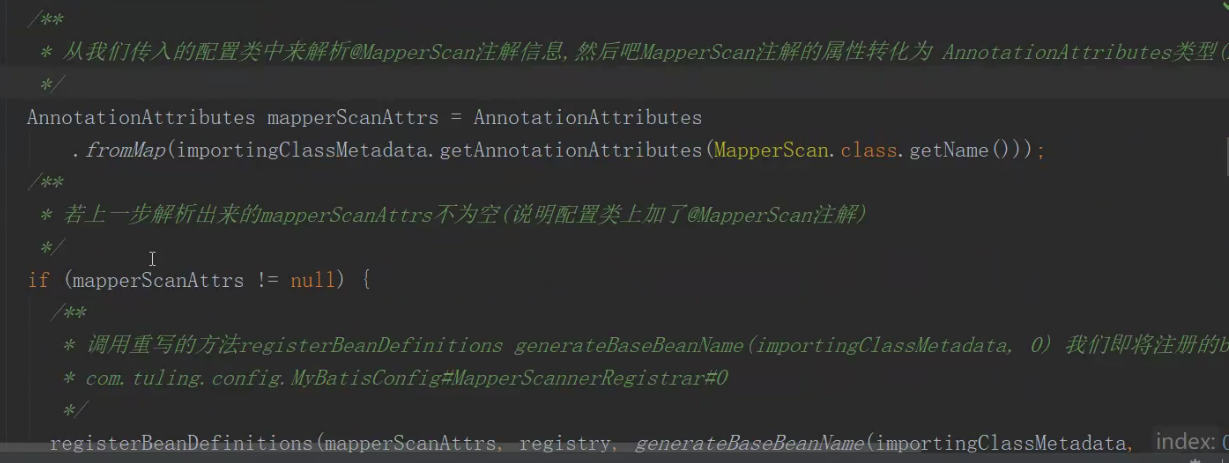 /**
* 从我们传入的配置类中来解析@MapperScan注解信息,然后吧MapperScan注解的属性转化为 AnnotationAttributes类型(
*/
AnnotationAttributes mapperScanAttrs = AnnotationAttributes
.fromMap(importingClassMetadata.getAnnotationAttributes(MapperScan.class.getName()));
/**
* 若上一步解析出来的mapperScanAttrs不为空(说明配置类上加了@MapperScan注解)
*/
if (mapperScanAttrs != null) {
/**
* 调用重写的方法registerBeanDefinitions generateBaseBeanName(importingClassMetadata, 0) 我们即将注册的b
* com.tuling.config.MyBatisConfig#MapperScannerRegistrar#0
*/
registerBeanDefinitions(mapperScanAttrs, registry, generateBaseBeanName(importingClassMetadata, index: 0